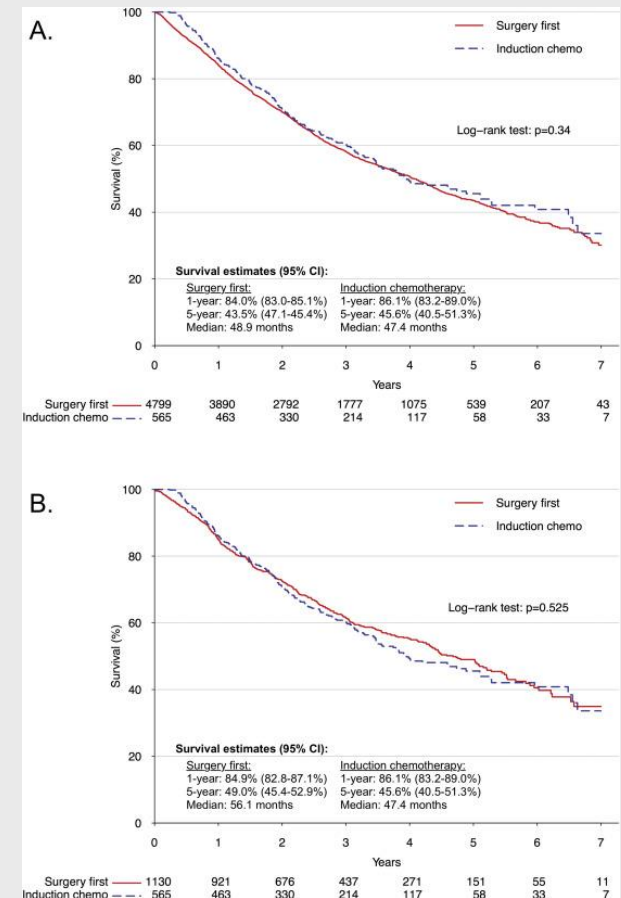 A.
Surgery first
Induction chemo
Log-rank test: p=0.34
Survival (%)
100
80
60
40
20
0
Survival estimates (95% CI):
Surgery first: Induction chemotherapy:
1-year: 84.0% (83.0-85.1%) 1-year: 86.1% (83.2-89.0%)
5-year: 43.5% (47.1-45.4%) 5-year: 45.6% (40.5-51.3%)
Median: 48.9 months Median: 47.4 months
0 1 2 3 4 5 6 7
Years
Surgery first 4799 3890 2792 1777 1075 539 207 43
Induction chemo 565 463 330 214 117 58 33 7
B.
Surgery first
Induction chemo
Log-rank test: p=0.525
Survival (%)
100
80
60
40
20
0
Survival estimates (95% CI):
Surgery first: Induction chemotherapy:
1-year: 84.9% (82.8-87.1%) 1-year: 86.1% (83.2-89.0%)
5-year: 49.0% (45.4-52.9%) 5-year: 45.6% (40.5-51.3%)
Median: 56.1 months Median: 47.4 months
0 1 2 3 4 5 6 7
Years
Surgery first 1130 921 676 437 271 151 55 11
Induction chemo 565 463 330 214 117 58 33 7